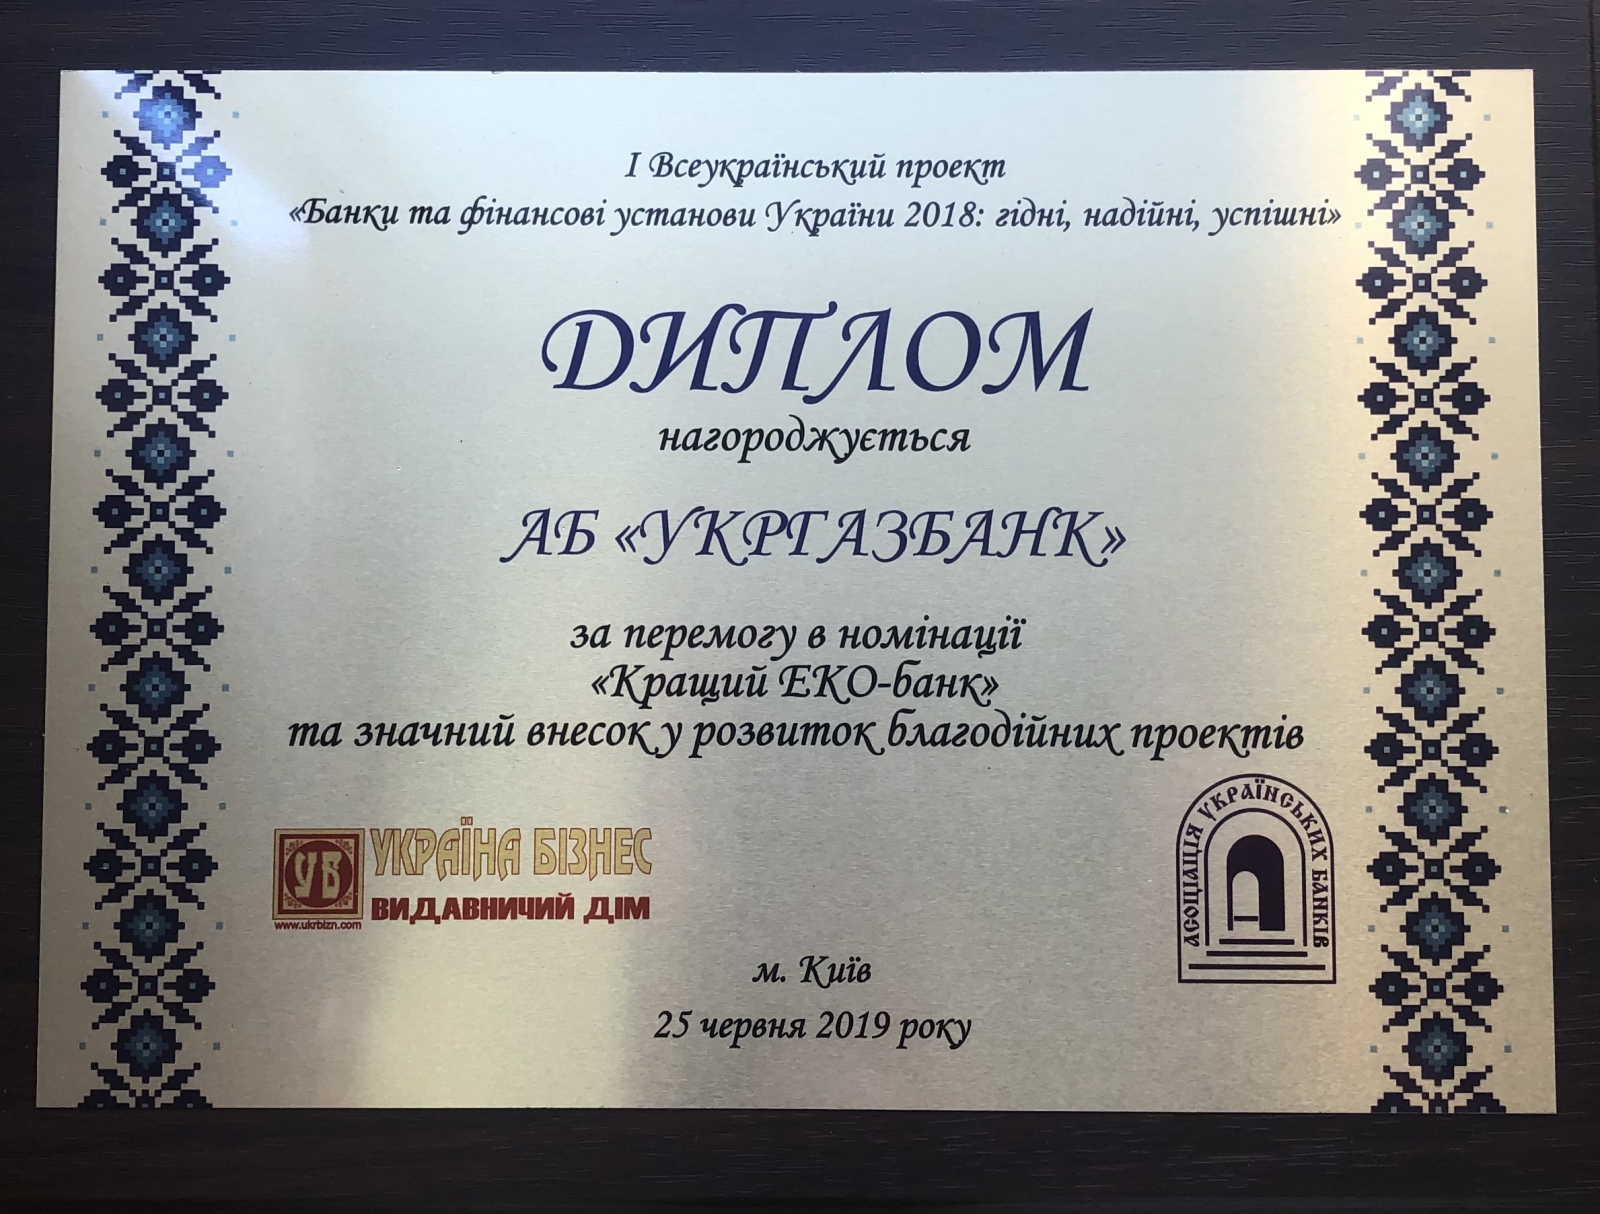 І Всеукраїнський проект
«Банки та фінансові установи України 2018: гідні, надійні, успішні»
ДИПЛОМ
нагороджується
АБ «УКРГАЗБАНК»
за перемогу в номінації
«Кращий ЕКО-банк»
та значний внесок у розвиток благодійних проектів
УБ
УКРАЇНА БІЗНЕС
ВИДАВНИЧИЙ ДІМ
www.ukrbizn.com
АСОЦІАЦІЯ УКРАЇНСЬКИХ БАНКІВ
м. Київ
25 червня 2019 року